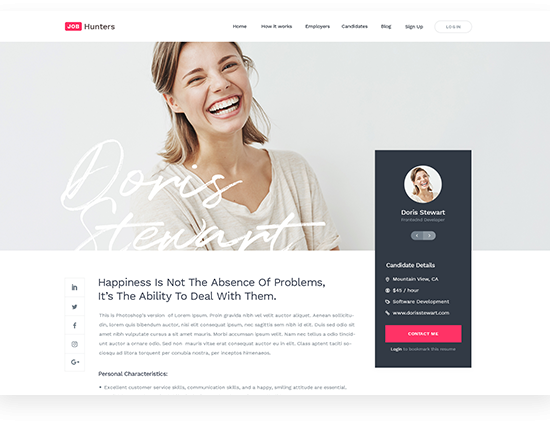 JOB Hunters
Home How it works Employers Candidates Blog Sign Up LOGIN
Doris
Stewart
Doris Stewart
Candidate Details
Mountain View, CA
$45 / hour
Software Development
www.dorisstewart.com
CONTACT ME
Login to bookmark this resume
Happiness Is Not The Absence Of Problems,
It's The Ability To Deal With Them.
This is Photoshop's version of Lorem Ipsum. Proin gravida nibh vel velit auctor aliquet. Aenean sollicitu-
din, lorem quis bibendum auctor, nisi elit consequat ipsum, nec sagittis sem nibh id elit. Duis sed odio sit
amet nibh vulputate cursus a sit amet mauris. Morbi accumsan ipsum velit. Nam nec tellus a odio tincid-
unt auctor a ornare odio. Sed non mauris vitae erat consequat auctor eu in elit. Class aptent taciti so-
ciosqu ad litora torquent per conubia nostra, per inceptos himenaeos.
Personal Characteristics:
• Excellent customer service skills, communication skills, and a happy, smiling attitude are essential.